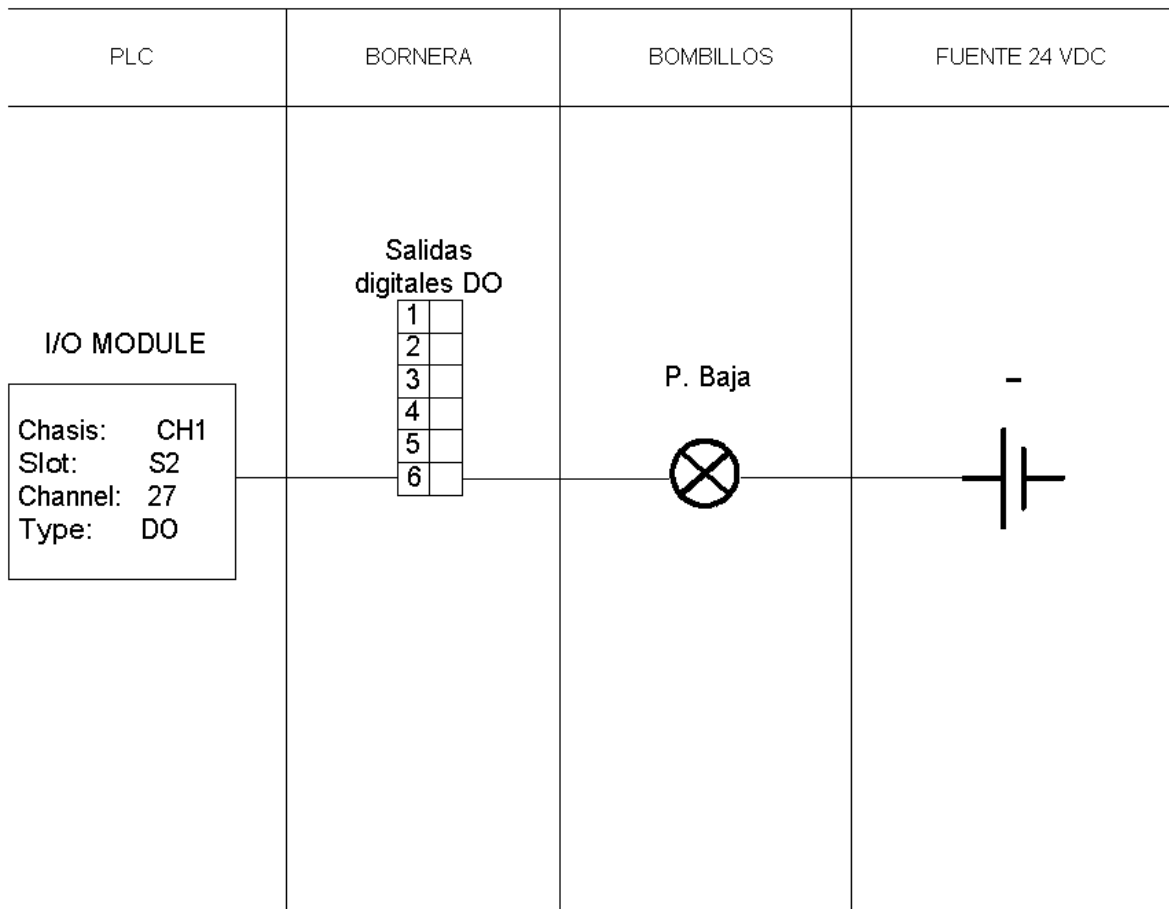 PLC
BORNERA
BOMBILLOS
FUENTE 24 VDC
Salidas
digitales DO
1
2
3
4
5
6
I/O MODULE
Chasis: CH1
Slot: S2
Channel: 27
Type: DO
P. Baja
-